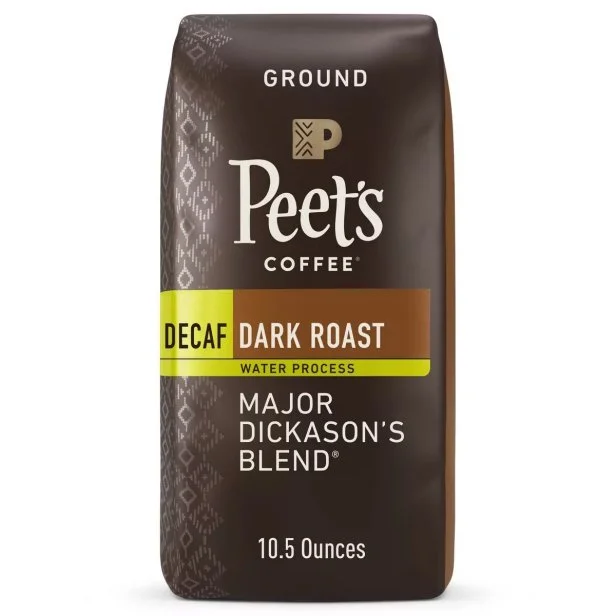 GROUND
P
Peet's
COFFEE®
DECAF DARK ROAST
WATER PROCESS
MAJOR
DICKASON'S
BLEND®
10.5 Ounces